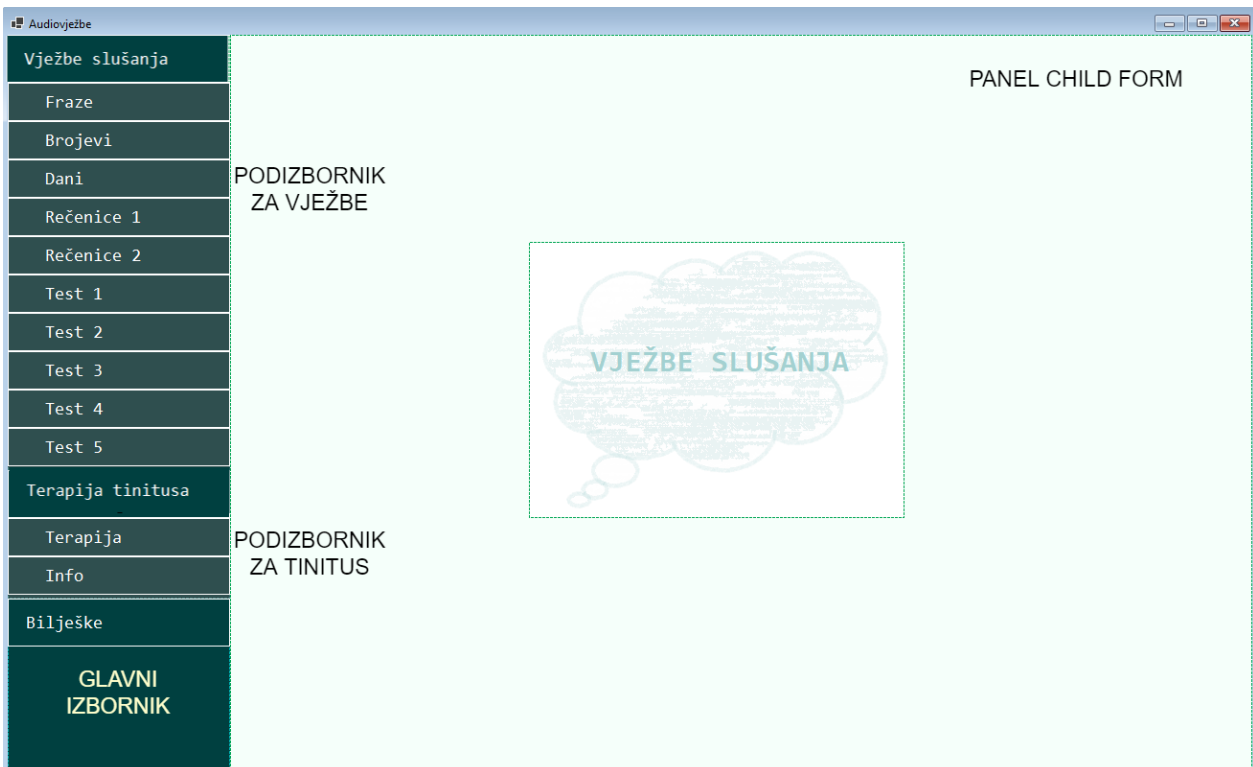 Audiovježbe
Vježbe slušanja
PANEL CHILD FORM
Fraze
Brojevi
Dani
PODIZBORNIK
ZA VJEŽBE
Rečenice 1
Rečenice 2
Test 1
Test 2
Test 3
VJEŽBE SLUŠANJA
Test 4
Test 5
Terapija tinitusa
Terapija
PODIZBORNIK
ZA TINITUS
Info
Bilješke
GLAVNI
IZBORNIK